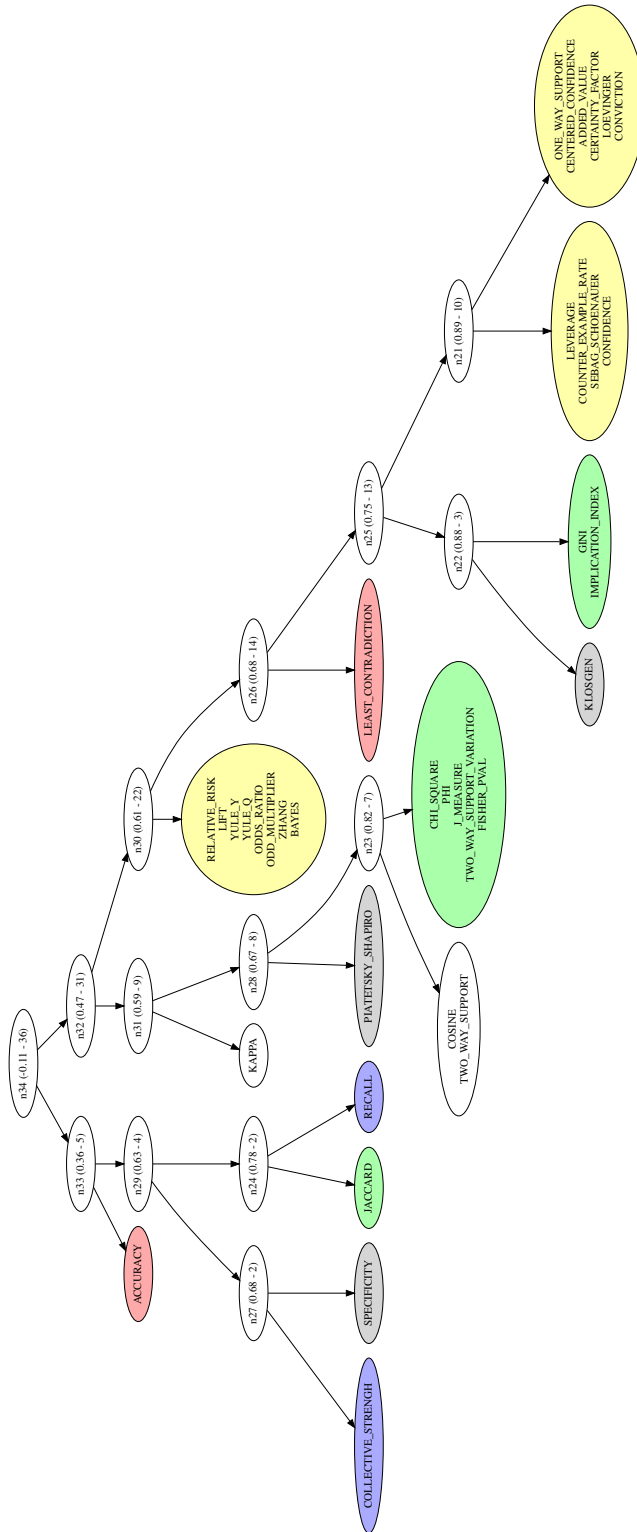 n34 (-0.11 - 36)
n33 (0.36 - 5)
n32 (0.47 - 31)
ACCURACY
n29 (0.63 - 4)
n31 (0.59 - 9)
n30 (0.61 - 22)
n27 (0.68 - 2)
n24 (0.78 - 2)
KAPPA
n28 (0.67 - 8)
RELATIVE_RISK
LIFT
YULE_Y
YULE_Q
ODDS_RATIO
ODD_MULTIPLIER
ZHANG
BAYES
n26 (0.68 - 14)
COLLECTIVE_STRENGH
SPECIFICITY
JACCARD
RECALL
PIATETSKY_SHAPIRO
n23 (0.82 - 7)
LEAST_CONTRADICTION
n25 (0.75 - 13)
COSINE
TWO_WAY_SUPPORT
CHI_SQUARE
PHI
J_MEASURE
TWO_WAY_SUPPORT_VARIATION
FISHER_PVAL
n22 (0.88 - 3)
n21 (0.89 - 10)
KLOSGEN
GINI
IMPLICATION_INDEX
LEVERAGE
COUNTER_EXAMPLE_RATE
SEBAG_SCHOENAUER
CONFIDENCE
ONE_WAY_SUPPORT
CENTERED_CONFIDENCE
ADDED_VALUE
CERTAINTY_FACTOR
LOEVINGER
CONVICTION